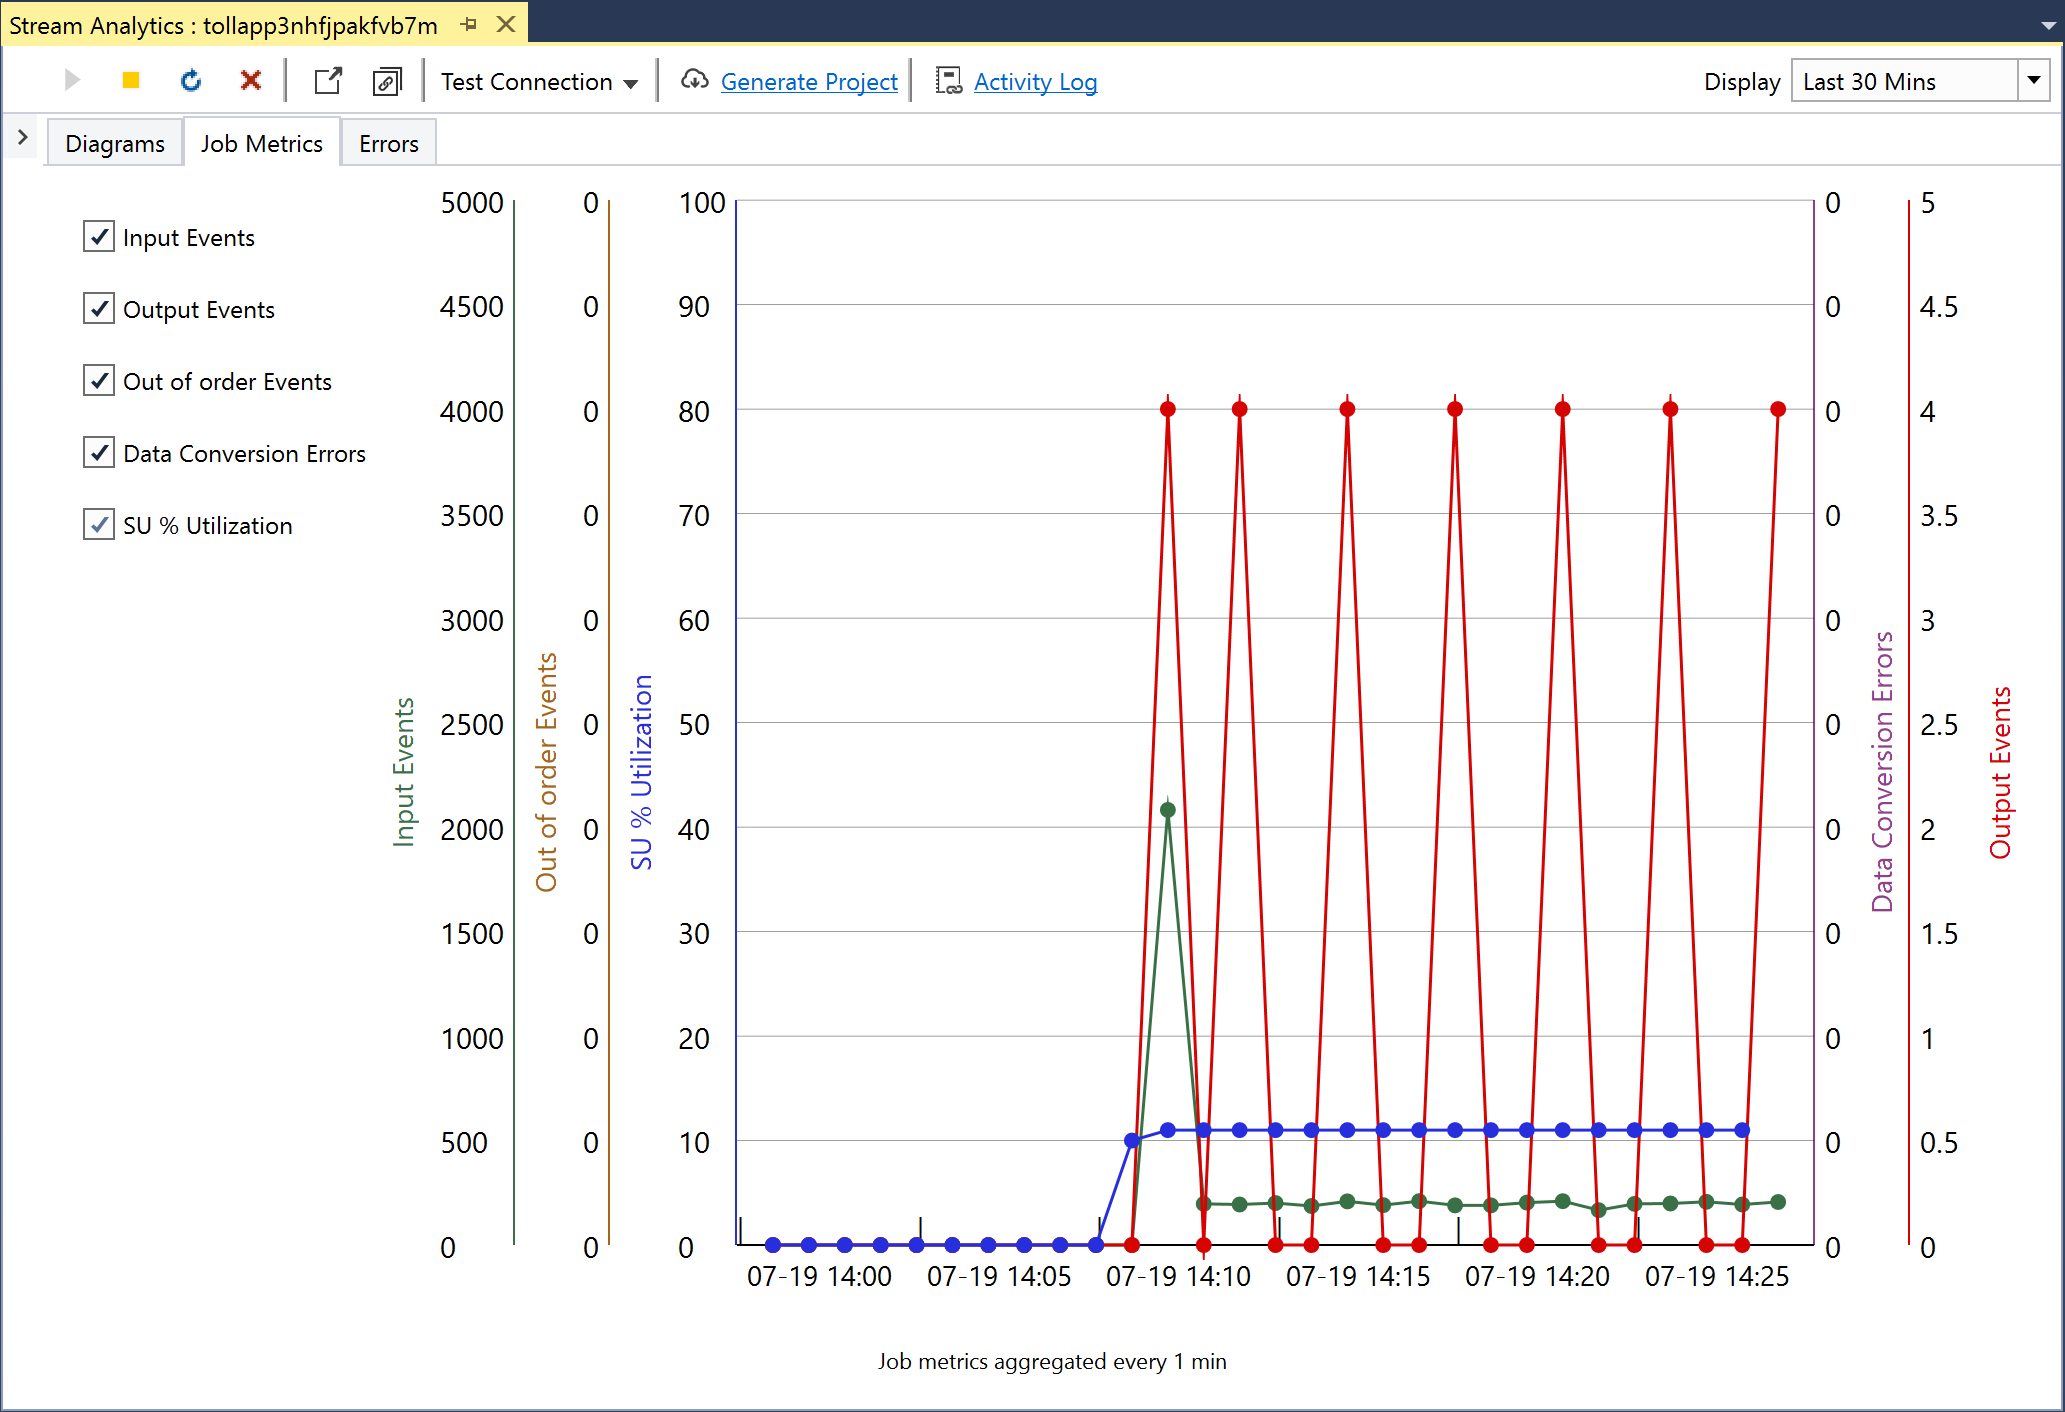 Stream Analytics : tollapp3nhfjpakfvb7m
Test Connection
Generate Project
Activity Log
Display
Last 30 Mins
Diagrams
Job Metrics
Errors
Input Events
Output Events
Out of order Events
Data Conversion Errors
SU % Utilization
5000 0 100 0 5
4500 0 90 0 4.5
4000 0 80 0 4
3500 0 70 0 3.5
3000 0 60 0 3
2500 0 50 0 2.5
2000 0 40 0 2
1500 0 30 0 1.5
1000 0 20 0 1
500 0 10 0 0.5
0 0 0 0 0
Input Events
Out of order Events
SU % Utilization
Data Conversion Errors
Output Events
07-19 14:00 07-19 14:05 07-19 14:10 07-19 14:15 07-19 14:20 07-19 14:25
Job metrics aggregated every 1 min